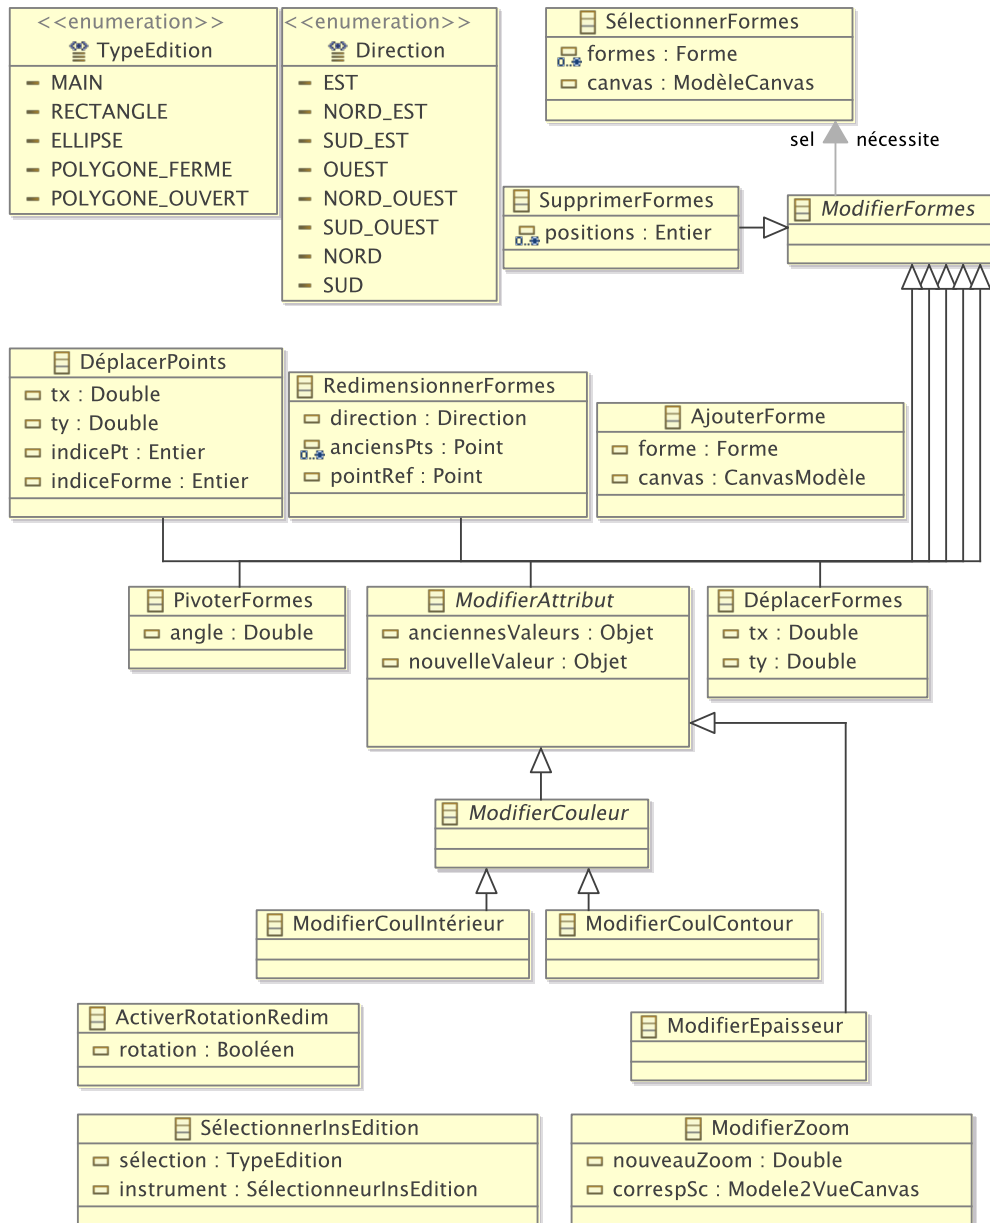 <<enumeration>>
TypeEdition
MAIN
RECTANGLE
ELLIPSE
POLYGONE_FERME
POLYGONE_OUVERT
<<enumeration>>
Direction
EST
NORD_EST
SUD_EST
OUEST
NORD_OUEST
SUD_OUEST
NORD
SUD
SélectionnerFormes
0..* formes : Forme
canvas : ModèleCanvas
sel nécessite
SupprimerFormes
0..* positions : Entier
ModifierFormes
DéplacerPoints
tx : Double
ty : Double
indicePt : Entier
indiceForme : Entier
RedimensionnerFormes
direction : Direction
0..* anciensPts : Point
pointRef : Point
AjouterForme
forme : Forme
canvas : CanvasModèle
PivoterFormes
angle : Double
ModifierAttribut
anciennesValeurs : Objet
nouvelleValeur : Objet
DéplacerFormes
tx : Double
ty : Double
ModifierCouleur
ModifierCoulIntérieur
ModifierCoulContour
ActiverRotationRedim
rotation : Booléen
ModifierEpaisseur
SélectionnerInsEdition
sélection : TypeEdition
instrument : SélectionneurInsEdition
ModifierZoom
nouveauZoom : Double
correspSc : Modele2VueCanvas